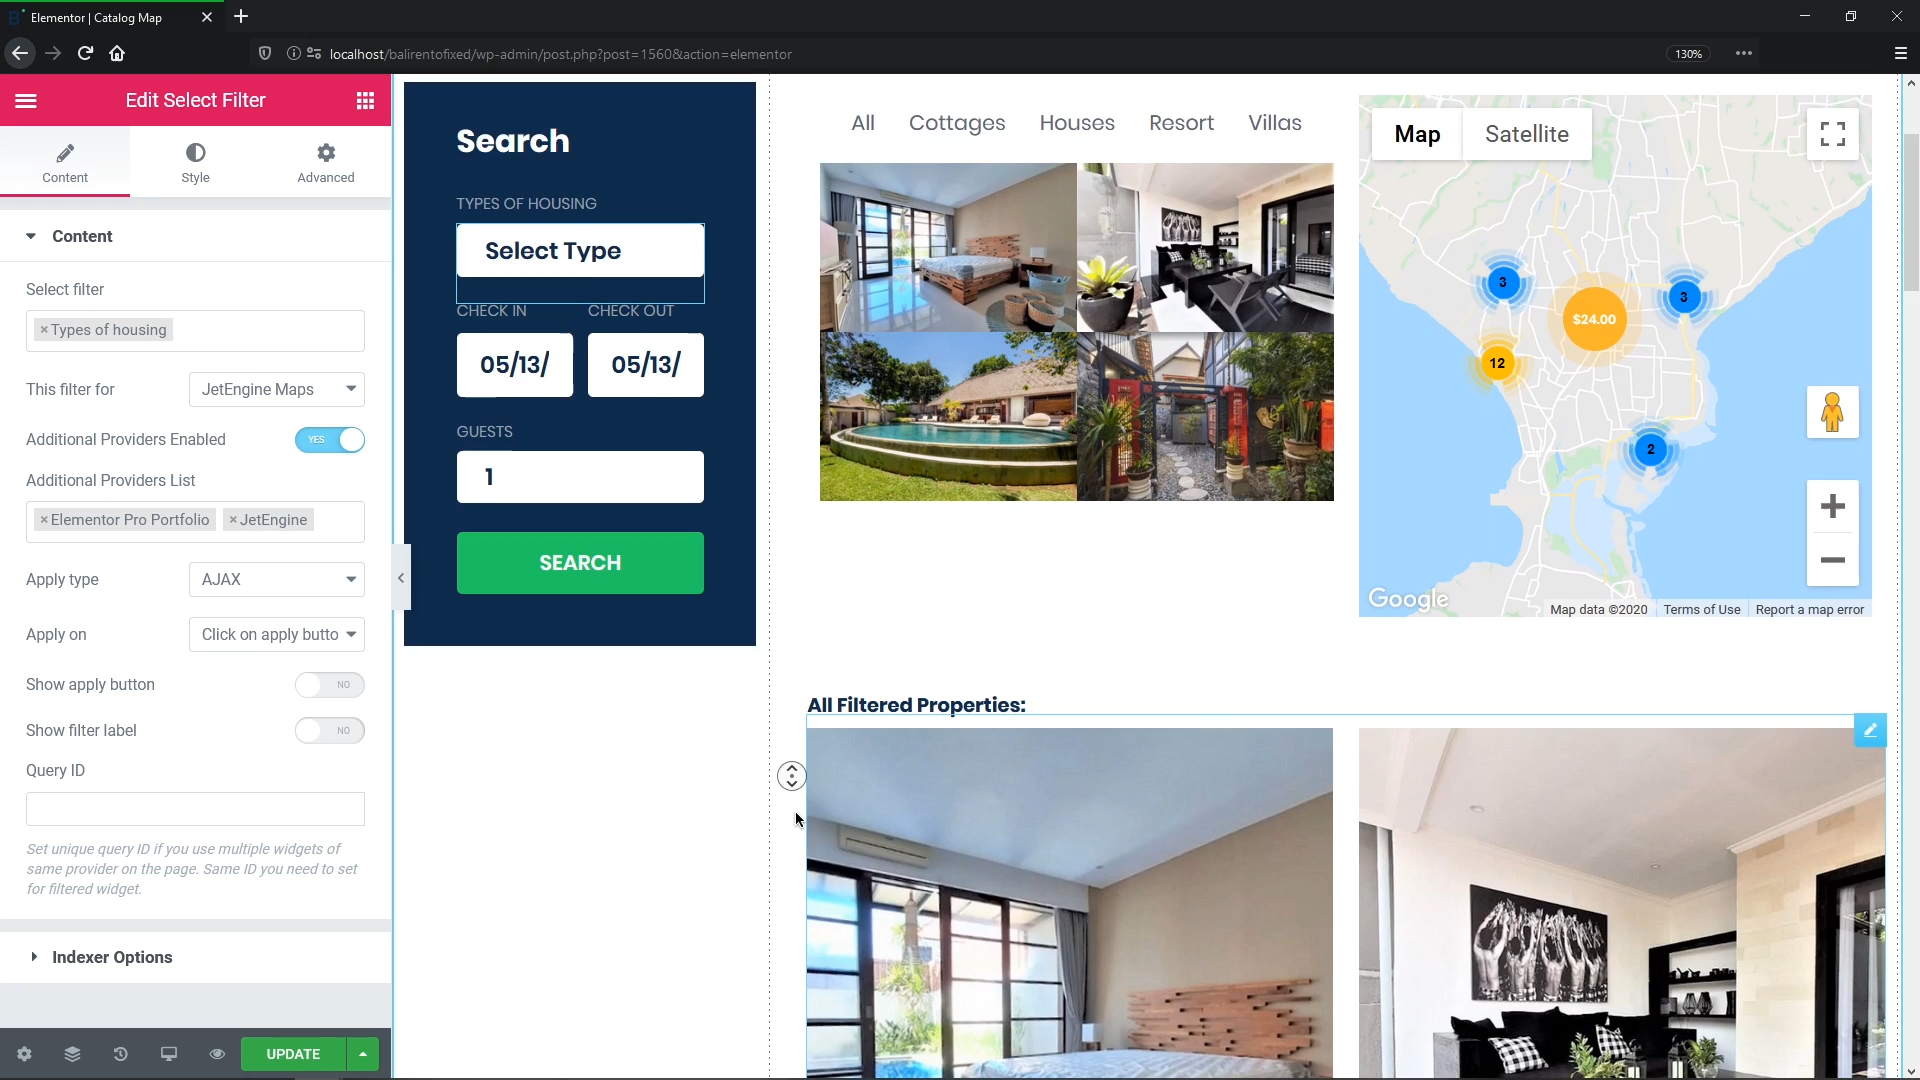 Elementor | Catalog Map
localhost/balirentofixed/wp-admin/post.php?post=1560&action=elementor
130%
Edit Select Filter
Content
Style
Advanced
Content
Select filter
×Types of housing
This filter for
JetEngine Maps
Additional Providers Enabled
YES
Additional Providers List
×Elementor Pro Portfolio ×JetEngine
Apply type
AJAX
Apply on
Click on apply butto
Show apply button
NO
Show filter label
NO
Query ID
Set unique query ID if you use multiple widgets of
same provider on the page. Same ID you need to set
for filtered widget.
Indexer Options
UPDATE
Search
TYPES OF HOUSING
Select Type
CHECK IN
CHECK OUT
05/13/
05/13/
GUESTS
1
SEARCH
All Cottages Houses Resort Villas
Map
Satellite
3
$24.00
3
12
2
Google
Map data ©2020
Terms of Use
Report a map error
All Filtered Properties: